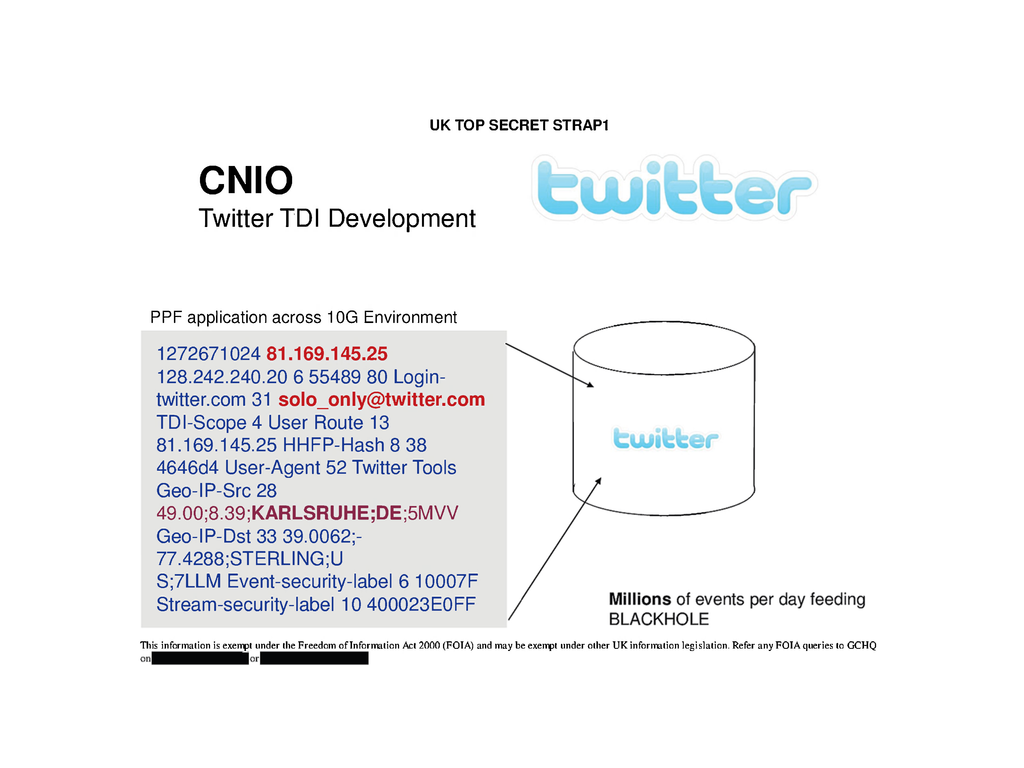 UK TOP SECRET STRAP1
CNIO
twitter
Twitter TDI Development
PPF application across 10G Environment
1272671024 81.169.145.25
128.242.240.20 6 55489 80 Login-
twitter.com 31 solo_only@twitter.com
TDI-Scope 4 User Route 13
81.169.145.25 HHFP-Hash 8 38
4646d4 User-Agent 52 Twitter Tools
Geo-IP-Src 28
49.00;8.39;KARLSRUHE;DE;5MVV
Geo-IP-Dst 33 39.0062;-
77.4288;STERLING;U
S;7LLM Event-security-label 6 10007F
Stream-security-label 10 400023E0FF
twitter
Millions of events per day feeding
BLACKHOLE
This information is exempt under the Freedom of Information Act 2000 (FOIA) and may be exempt under other UK information legislation. Refer any FOIA queries to GCHQ
on or